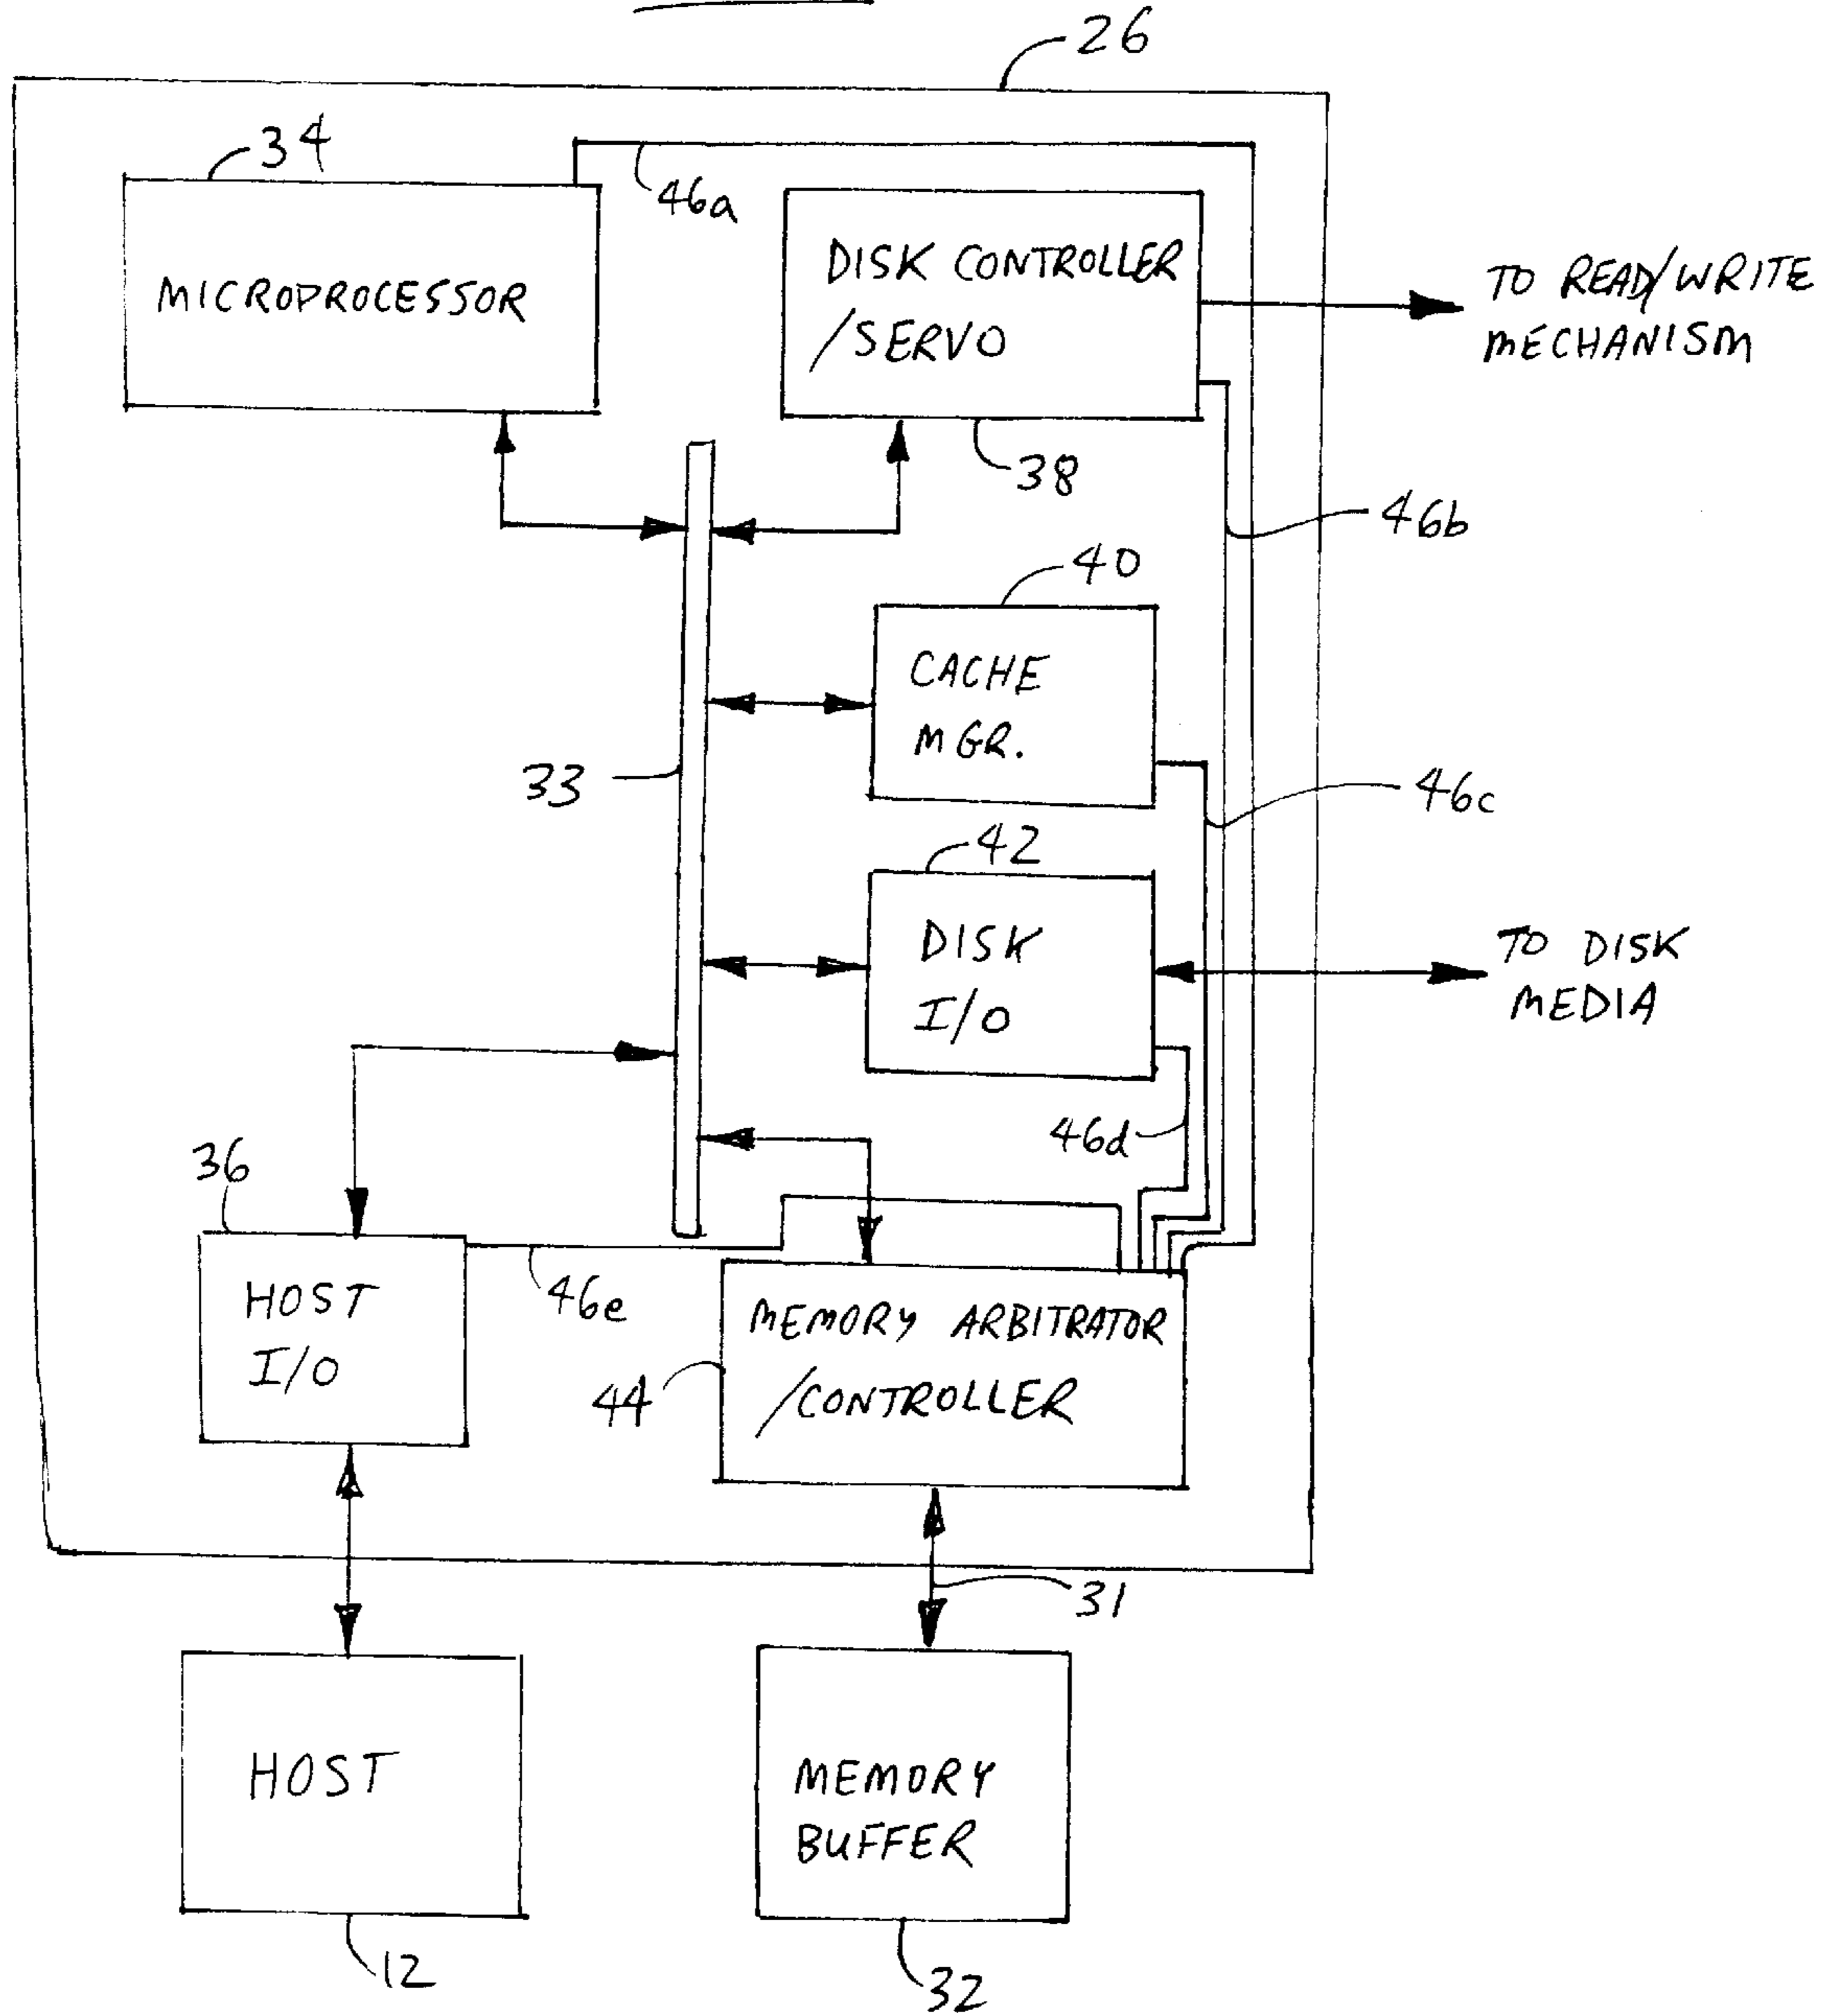 26
34
46a
MICROPROCESSOR
DISK CONTROLLER
/SERVO
TO READ/WRITE
MECHANISM
38
46b
40
CACHE
MGR.
33
46c
42
DISK
I/O
TO DISK
MEDIA
46d
36
HOST
I/O
46e
MEMORY ARBITRATOR
/CONTROLLER
44
31
HOST
MEMORY
BUFFER
12
32